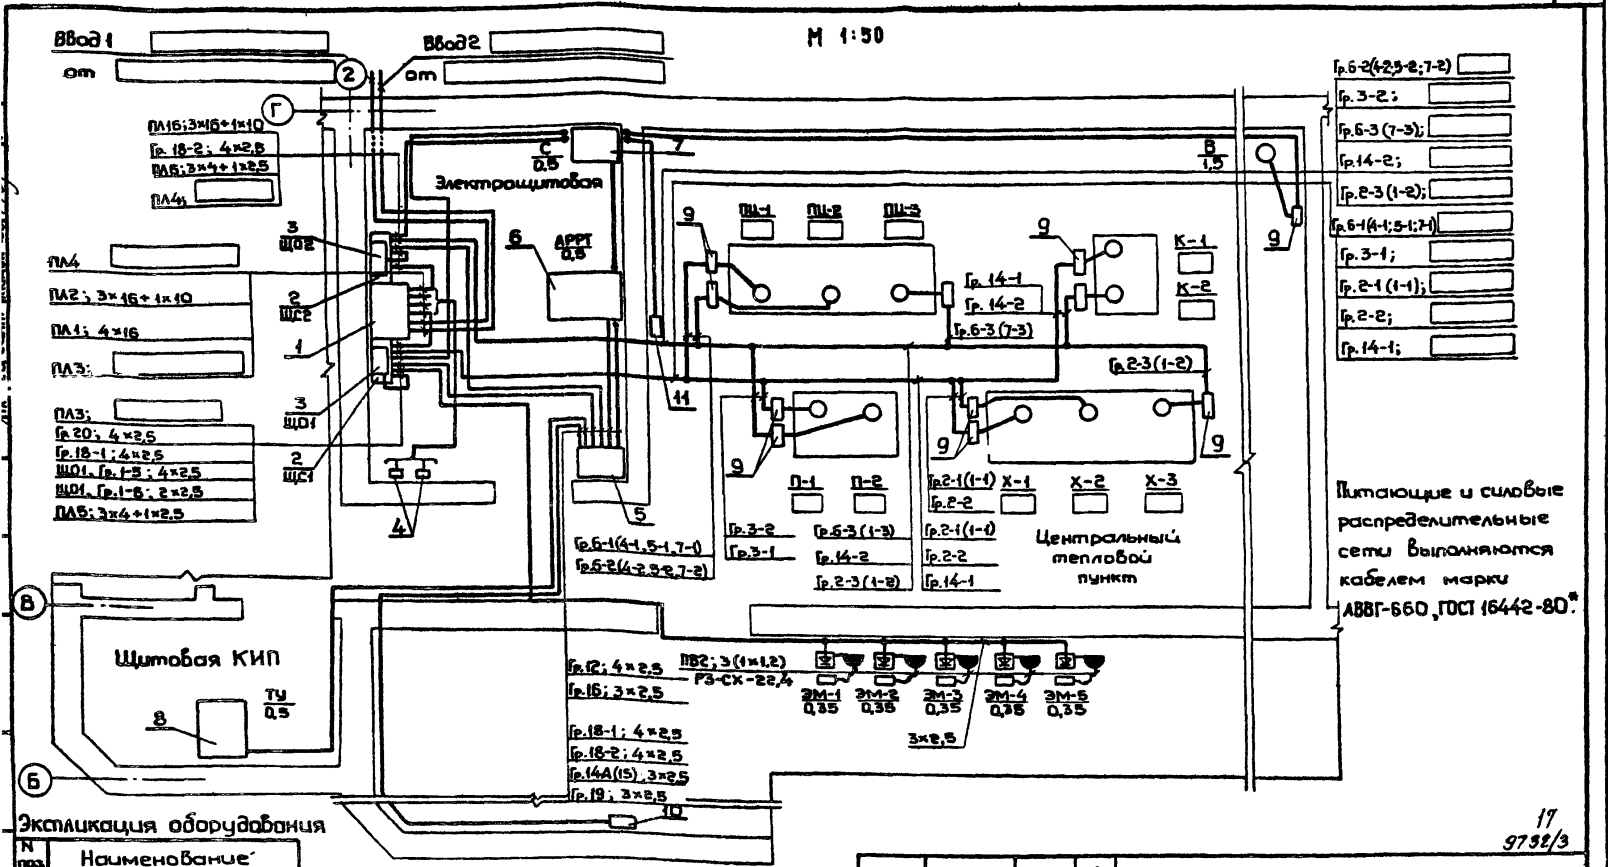 Ввод 1
от
Ввод 2
от
М 1:50
2
Г
ПЛ6; 3×16+1×10
Гр. 18-2; 4×2,5
ПЛ5; 3×4+1×2,5
ПЛ4;
С
0,5
Электрощитовая
7
В
1,5
9
Гр.6-2(4-2;5-2;7-2)
Гр.3-2;
Гр.6-3(7-3);
Гр.14-2;
Гр.2-3(1-2);
Гр.6-1(4-1;5-1;7-1)
Гр.3-1;
Гр.2-1(1-1);
Гр.2-2;
Гр.14-1;
3
ЩО2
2
ЩС2
1
3
ЩО1
2
ЩС1
4
ПЛ4
ПЛ2; 3×16+1×10
ПЛ1; 4×16
ПЛ3;
ПЛ3;
Гр.20; 4×2,5
Гр.18-1; 4×2,5
ЩО1. Гр.1-5; 4×2,5
ЩО1. Гр.1-6; 2×2,5
ПЛ5; 3×4+1×2,5
6
АРРТ
0,5
5
11
9
ПЦ-1
ПЦ-2
ПЦ-3
9
К-1
К-2
Гр. 14-1
Гр. 14-2
Гр.6-3(7-3)
Гр.2-3(1-2)
9
9
9
П-1
П-2
Гр.2-1(1-1)
Гр.2-2
Х-1
Х-2
Х-3
Гр.3-2
Гр.3-1
Гр.6-3(1-3)
Гр.14-2
Гр.2-3(1-2)
Гр.2-1(1-1)
Гр.2-2
Гр.14-1
Центральный
тепловой
пункт
Гр.6-1(4-1,5-1,7-1)
Гр.6-2(4-2,5-2,7-2)
Питающие и силовые
распределительные
сети выполняются
кабелем марки
АВВГ-660, ГОСТ 16442-80*.
В
Щитовая КИП
ТУ
0,5
8
Б
Гр.12; 4×2,5
Гр.16; 3×2,5
Гр.18-1; 4×2,5
Гр.18-2; 4×2,5
Гр.14А(15); 3×2,5
Гр.19; 3×2,5
10
ПВ2; 3(1×1,2)
РЗ-СХ-22,4
ЭМ-1
0,35
ЭМ-2
0,35
ЭМ-3
0,35
ЭМ-4
0,35
ЭМ-5
0,35
3×2,5
Экспликация оборудования
N
поз.
Наименование
17
9732/3